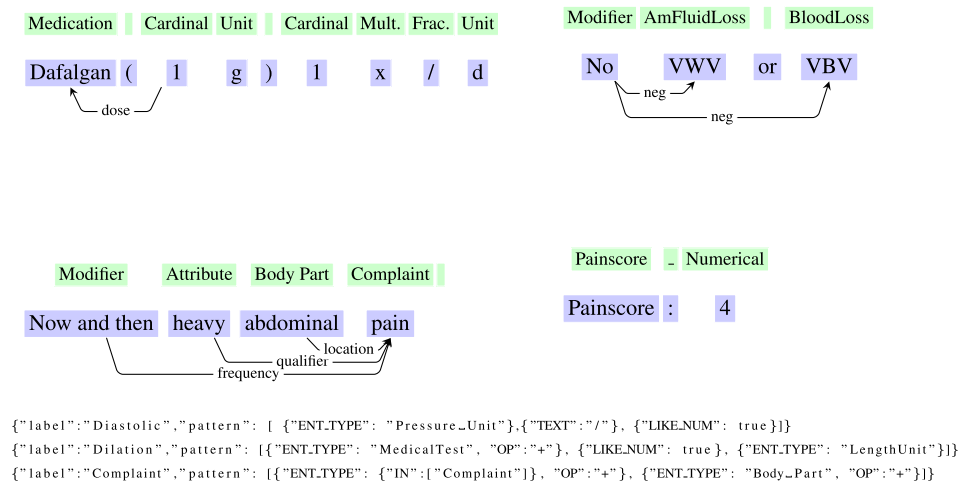 Medication Cardinal Unit Cardinal Mult. Frac. Unit
Dafalgan ( 1 g ) 1 x / d
dose
Modifier AmFluidLoss BloodLoss
No VWV or VBV
neg
neg
Modifier Attribute Body Part Complaint
Now and then heavy abdominal pain
location
qualifier
frequency
Painscore _ Numerical
Painscore : 4
{"label":"Diastolic","pattern": [ {"ENT_TYPE": "Pressure_Unit"},{"TEXT":"/"}, {"LIKE_NUM": true}]}
{"label":"Dilation","pattern": [{"ENT_TYPE": "MedicalTest", "OP":"+"}, {"LIKE_NUM": true}, {"ENT_TYPE": "LengthUnit"}]}
{"label":"Complaint","pattern": [{"ENT_TYPE": {"IN":["Complaint"]}, "OP":"+"}, {"ENT_TYPE": "Body_Part", "OP":"+"}]}